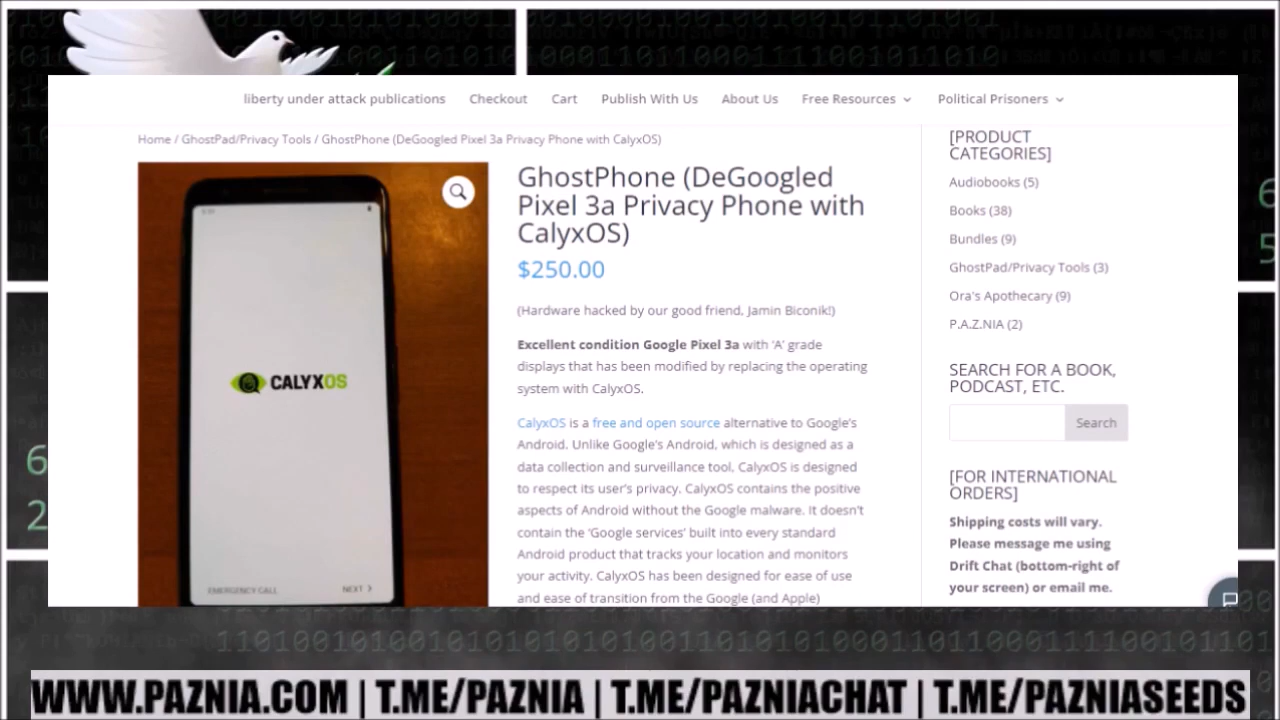 liberty under attack publications Checkout Cart Publish With Us About Us Free Resources Political Prisoners
Home / GhostPad/Privacy Tools / GhostPhone (DeGoogled Pixel 3a Privacy Phone with CalyxOS)
CALYXOS
EMERGENCY CALL NEXT
GhostPhone (DeGoogled
Pixel 3a Privacy Phone with
CalyxOS)
$250.00
(Hardware hacked by our good friend, Jamin Biconik!)
Excellent condition Google Pixel 3a with 'A' grade
displays that has been modified by replacing the operating
system with CalyxOS.
CalyxOS is a free and open source alternative to Google's
Android. Unlike Google's Android, which is designed as a
data collection and surveillance tool, CalyxOS is designed
to respect its user's privacy. CalyxOS contains the positive
aspects of Android without the Google malware. It doesn't
contain the 'Google services' built into every standard
Android product that tracks your location and monitors
your activity. CalyxOS has been designed for ease of use
and ease of transition from the Google (and Apple)
[PRODUCT
CATEGORIES]
Audiobooks (5)
Books (38)
Bundles (9)
GhostPad/Privacy Tools (3)
Ora's Apothecary (9)
P.A.Z.NIA (2)
SEARCH FOR A BOOK,
PODCAST, ETC.
Search
[FOR INTERNATIONAL
ORDERS]
Shipping costs will vary.
Please message me using
Drift Chat (bottom-right of
your screen) or email me.
WWW.PAZNIA.COM | T.ME/PAZNIA | T.ME/PAZNIACHAT | T.ME/PAZNIASEEDS